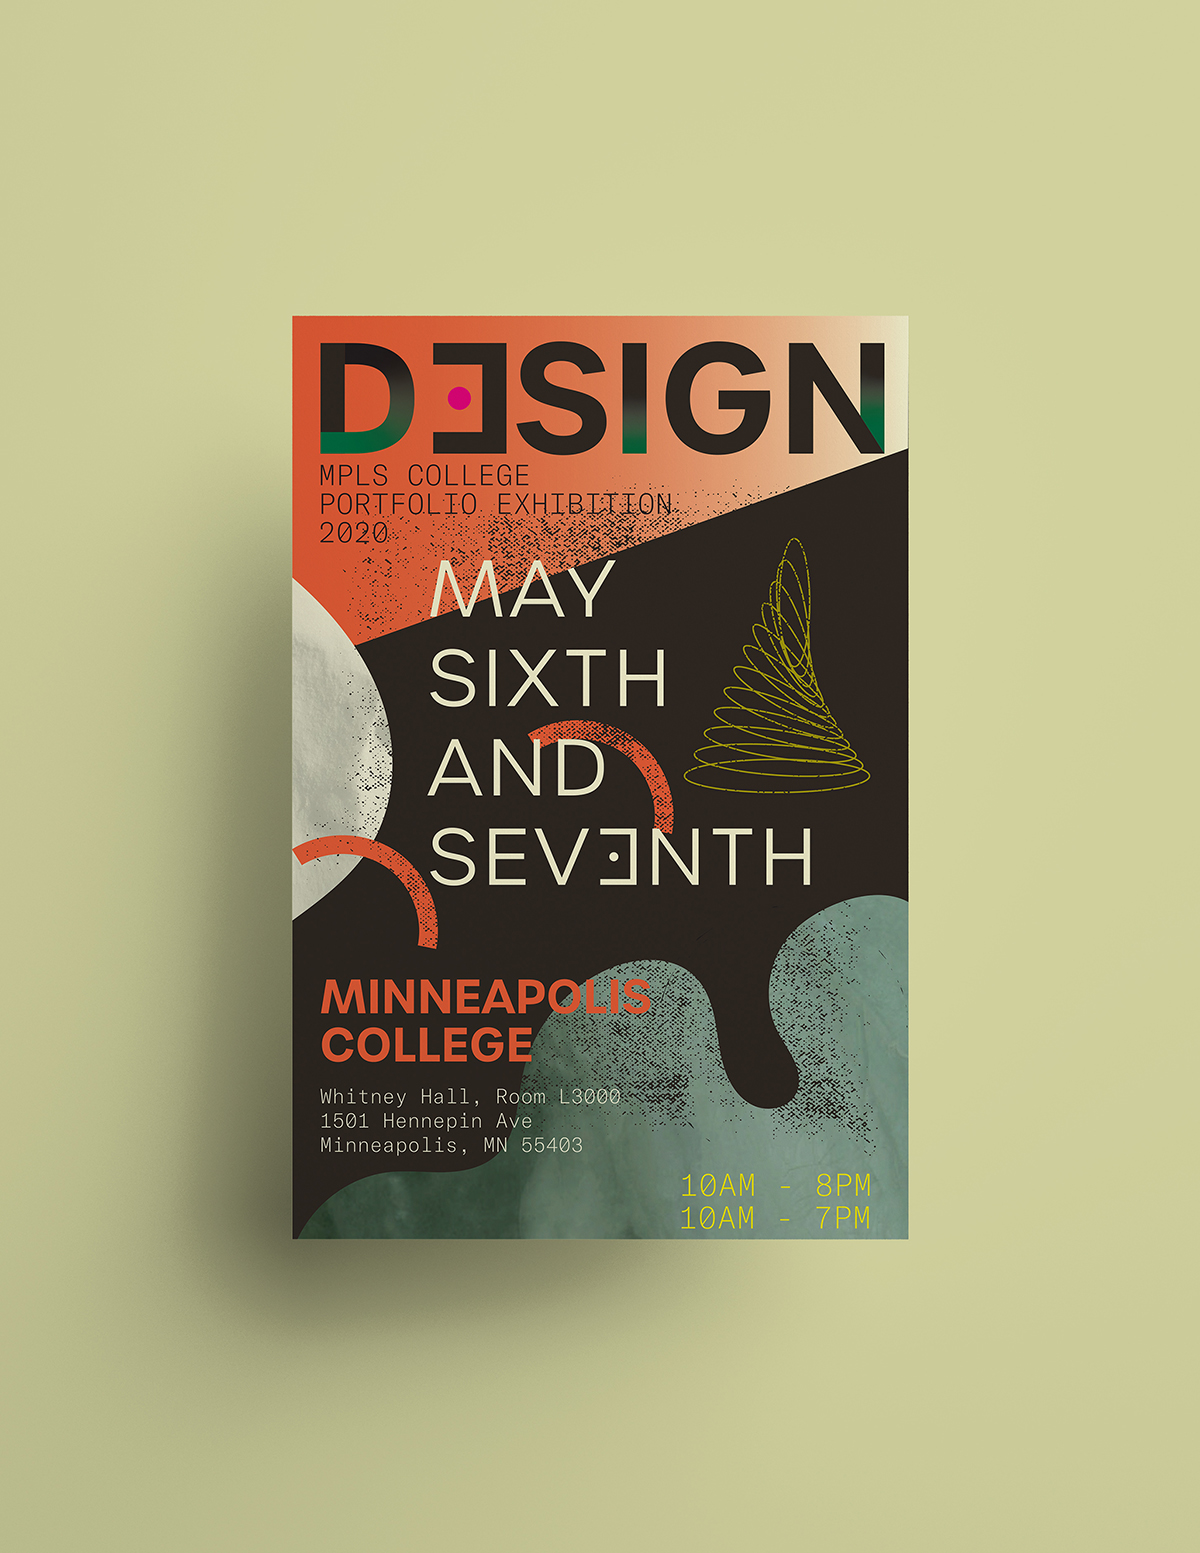 DESIGN
MPLS COLLEGE
PORTFOLIO EXHIBITION
2020
MAY
SIXTH
AND
SEVENTH
MINNEAPOLIS
COLLEGE
Whitney Hall, Room L3000
1501 Hennepin Ave
Minneapolis, MN 55403
10AM - 8PM
10AM - 7PM